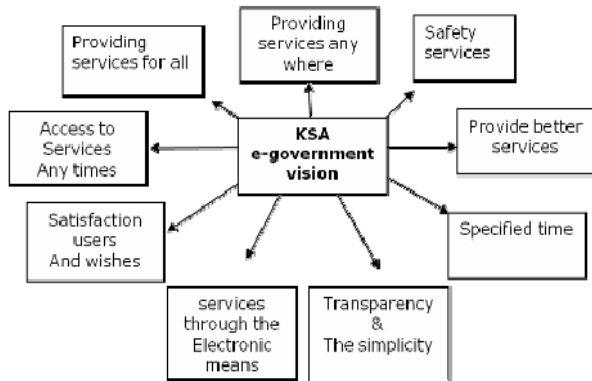 Providing
services for all
Providing
services any
where
Safety
services
Access to
Services
Any times
KSA
e-government
vision
Provide better
services
Satisfaction
users
And wishes
Specified time
services
through the
Electronic
means
Transparency
&
The simplicity